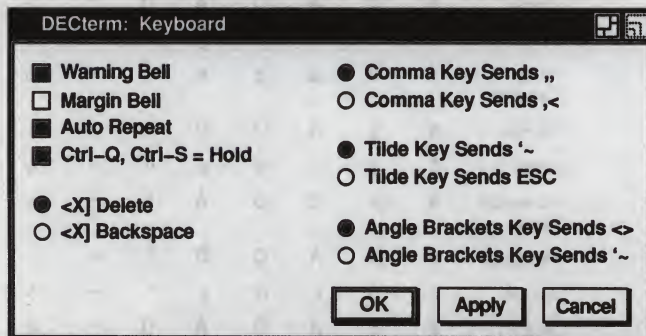 DECterm: Keyboard
Warning Bell
Margin Bell
Auto Repeat
Ctrl–Q, Ctrl–S = Hold
<X] Delete
<X] Backspace
Comma Key Sends ,,
Comma Key Sends ,<
Tilde Key Sends ‘~
Tilde Key Sends ESC
Angle Brackets Key Sends <>
Angle Brackets Key Sends ‘~
OK
Apply
Cancel